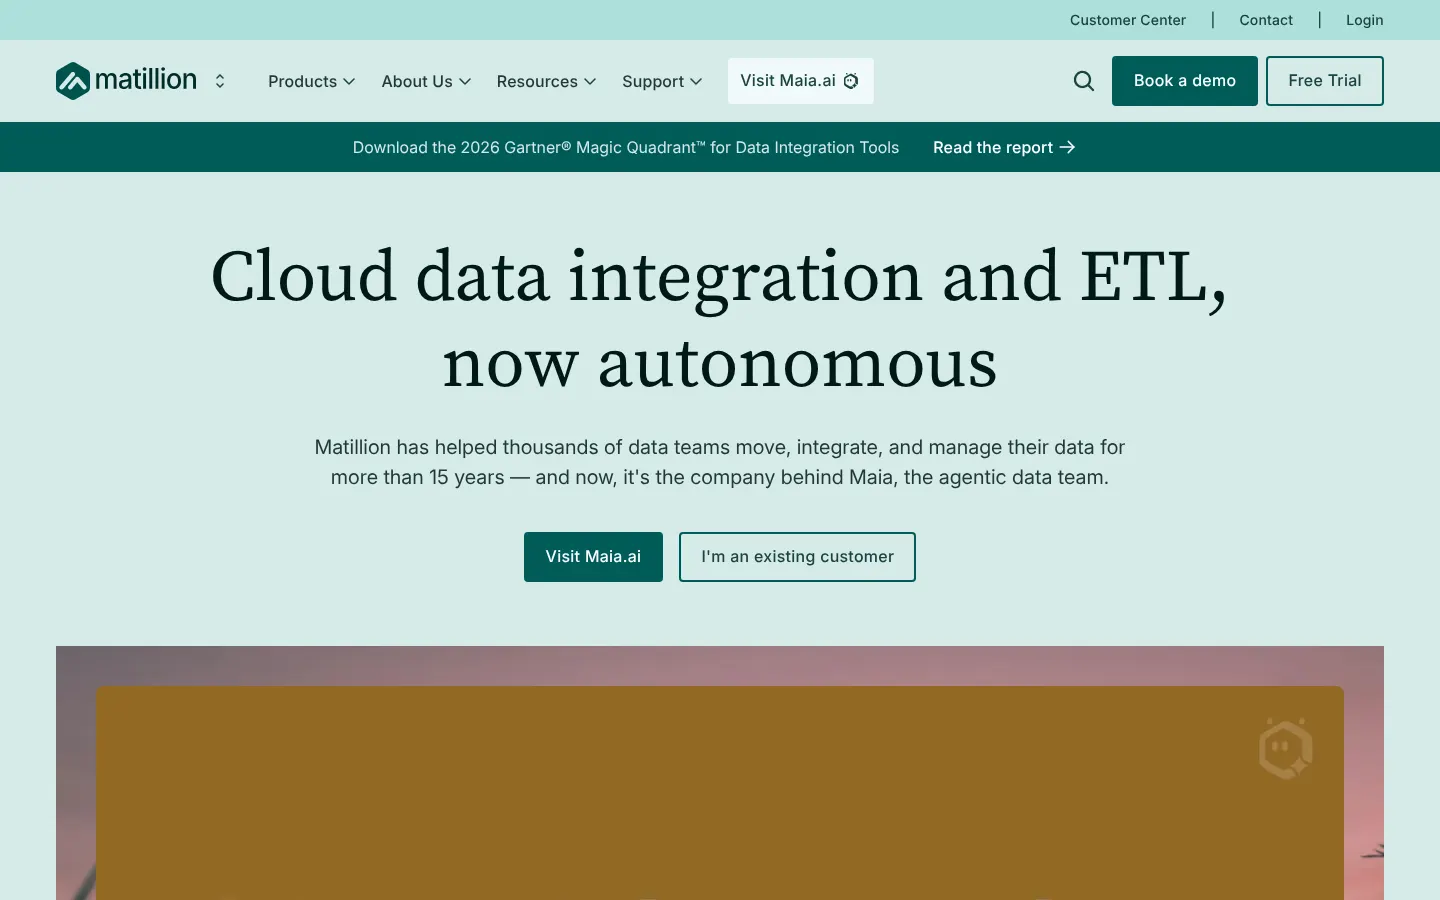 Customer Center | Contact | Login
matillion
Products
About Us
Resources
Support
Visit Maia.ai
Book a demo
Free Trial
Download the 2026 Gartner® Magic Quadrant™ for Data Integration Tools
Read the report →
Cloud data integration and ETL,
now autonomous
Matillion has helped thousands of data teams move, integrate, and manage their data for
more than 15 years — and now, it's the company behind Maia, the agentic data team.
Visit Maia.ai
I'm an existing customer